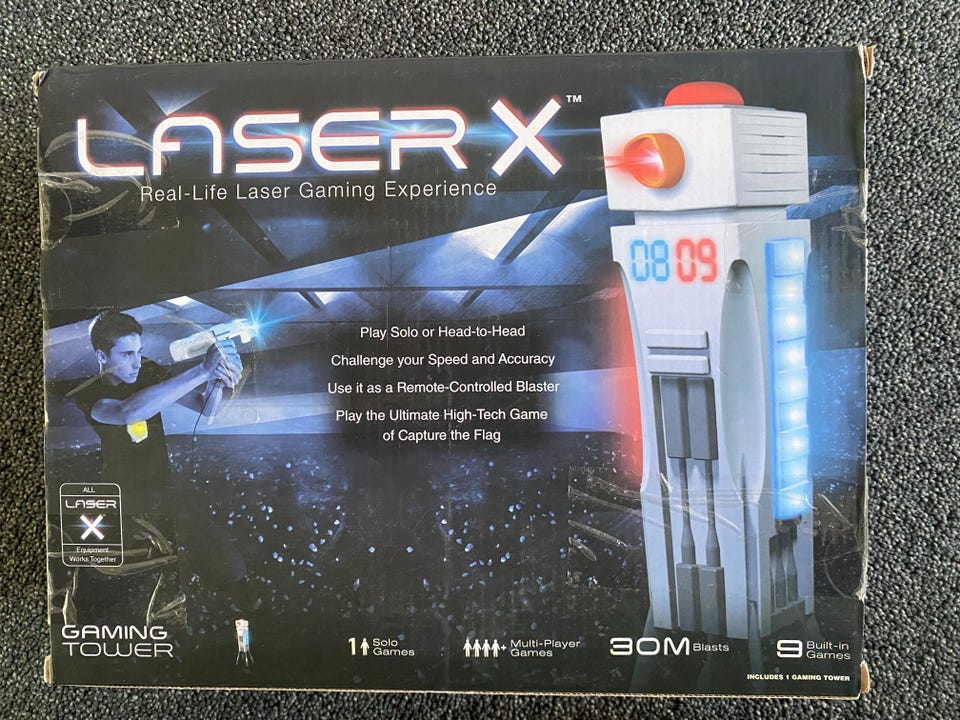 LASER X™
Real-Life Laser Gaming Experience
08 09
Play Solo or Head-to-Head
Challenge your Speed and Accuracy
Use it as a Remote-Controlled Blaster
Play the Ultimate High-Tech Game
of Capture the Flag
ALL
LASER
X
Equipment
Works Together
GAMING
TOWER
1 Solo
Games
+ Multi-Player
Games
30M Blasts
9 Built-in
Games
INCLUDES 1 GAMING TOWER